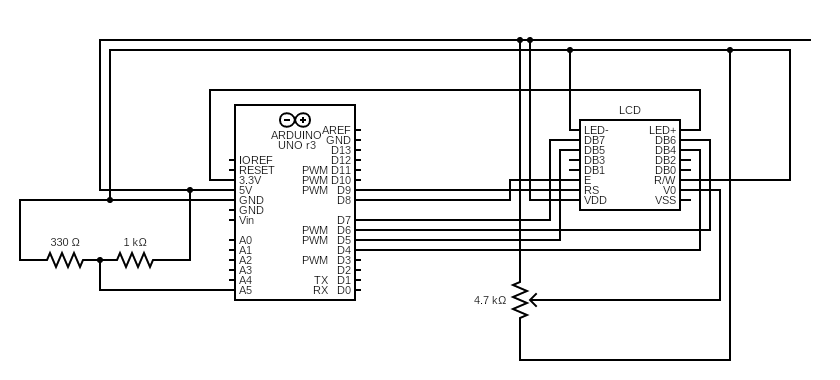 LCD
AREF
ARDUINO
UNO r3
GND
D13
IOREF
D12
RESET
PWM D11
3.3V
PWM D10
5V
PWM D9
GND
D8
GND
Vin
D7
PWM D6
A0
PWM D5
A1
D4
A2
PWM D3
A3
D2
A4
TX D1
A5
RX D0
LED-
LED+
DB7
DB6
DB5
DB4
DB3
DB2
DB1
DB0
E
R/W
RS
V0
VDD
VSS
330 Ω
1 kΩ
4.7 kΩ